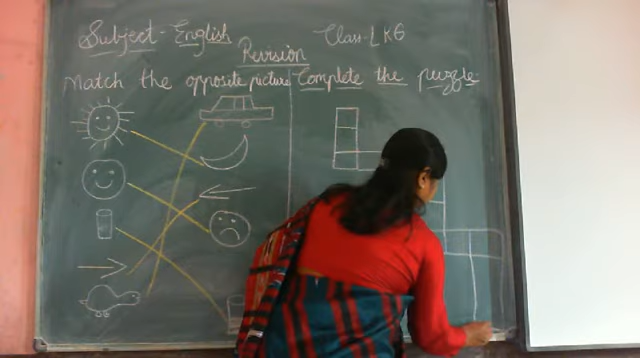 Subject - English
Class - LKG
Revision
Match the opposite picture
Complete the puzzle